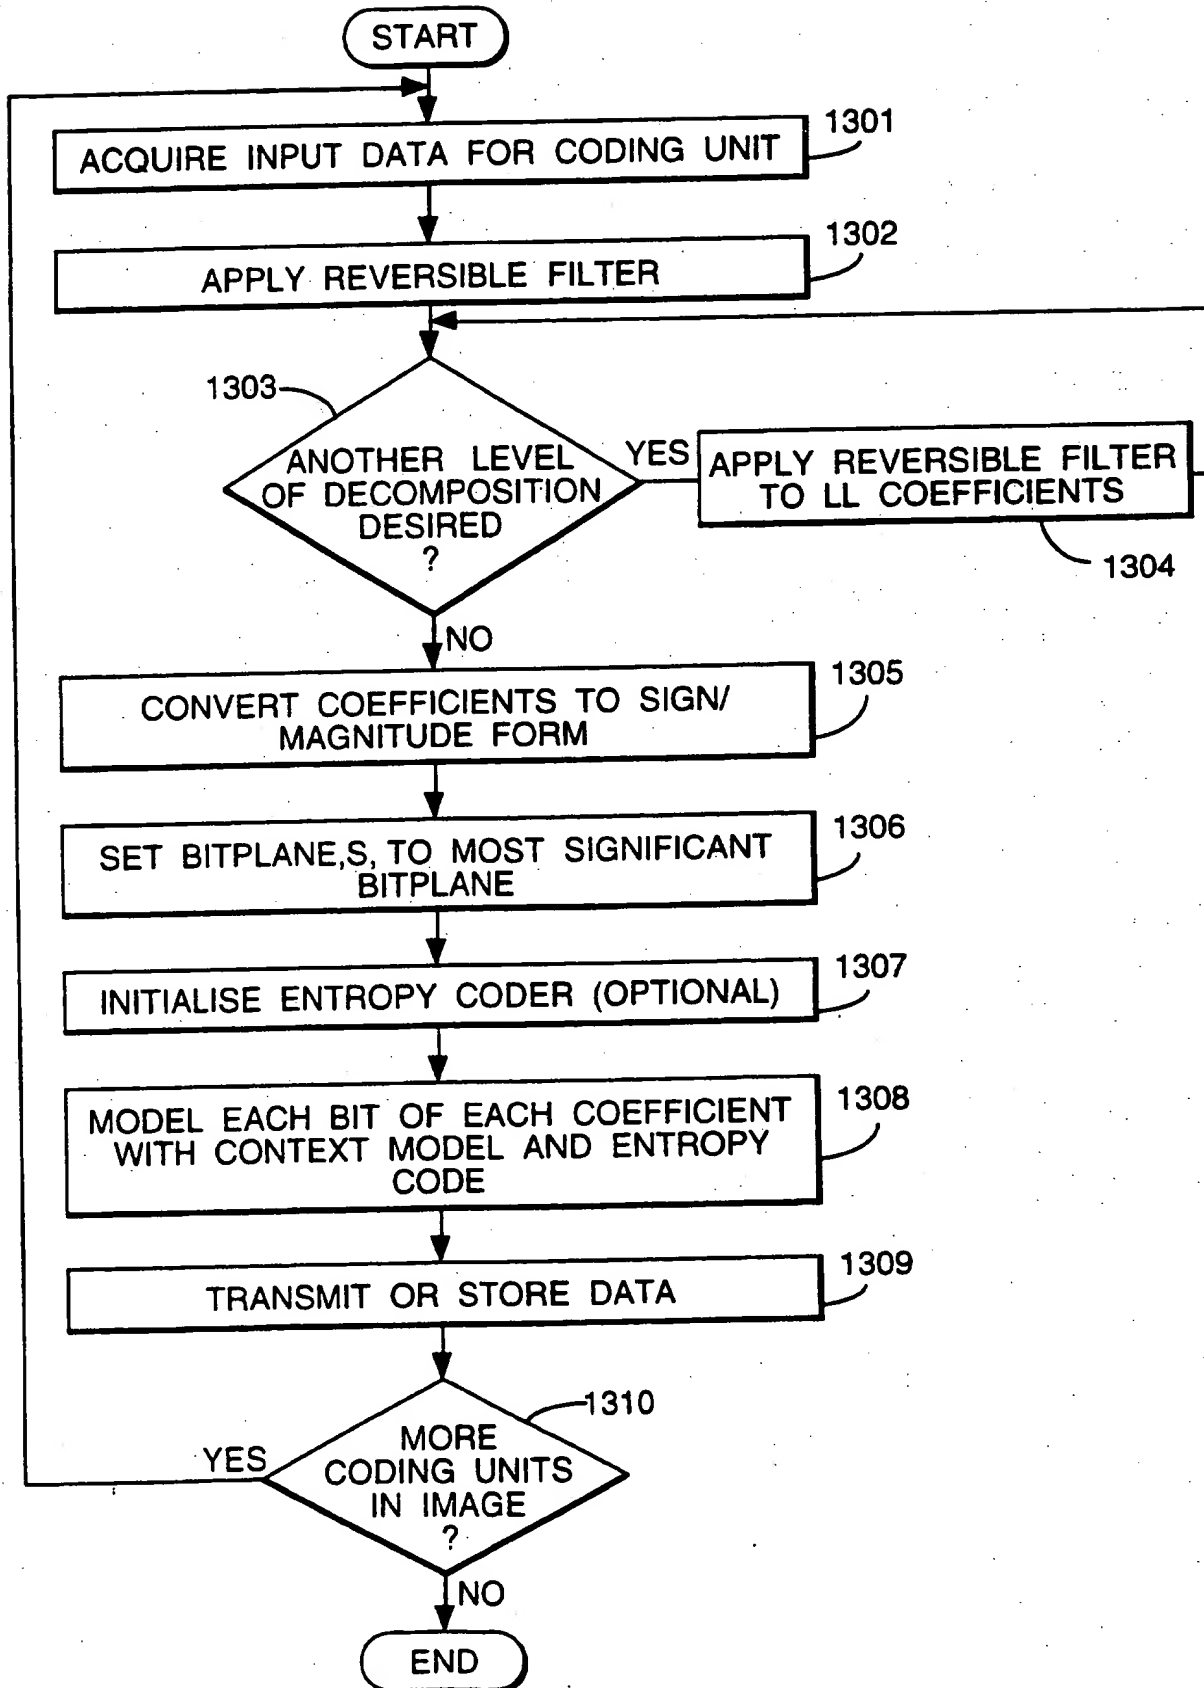 START
1301
ACQUIRE INPUT DATA FOR CODING UNIT
1302
APPLY REVERSIBLE FILTER
1303
ANOTHER LEVEL
OF DECOMPOSITION
DESIRED
?
YES
APPLY REVERSIBLE FILTER
TO LL COEFFICIENTS
1304
NO
1305
CONVERT COEFFICIENTS TO SIGN/
MAGNITUDE FORM
1306
SET BITPLANE,S, TO MOST SIGNIFICANT
BITPLANE
1307
INITIALISE ENTROPY CODER (OPTIONAL)
1308
MODEL EACH BIT OF EACH COEFFICIENT
WITH CONTEXT MODEL AND ENTROPY
CODE
1309
TRANSMIT OR STORE DATA
1310
MORE
CODING UNITS
IN IMAGE
?
YES
NO
END